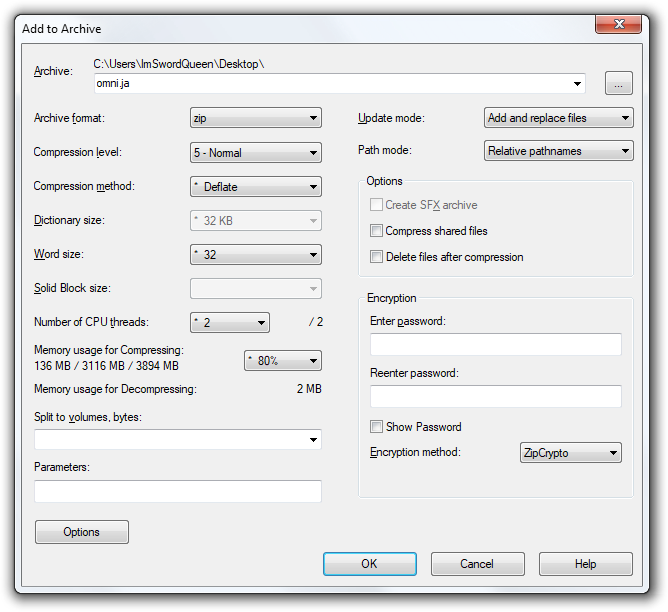 Add to Archive
Archive:
C:\Users\ImSwordQueen\Desktop\
omni.ja
...
Archive format:
zip
Compression level:
5 - Normal
Compression method:
* Deflate
Dictionary size:
* 32 KB
Word size:
* 32
Solid Block size:
Number of CPU threads:
* 2
/ 2
Memory usage for Compressing:
136 MB / 3116 MB / 3894 MB
* 80%
Memory usage for Decompressing:
2 MB
Split to volumes, bytes:
Parameters:
Options
Update mode:
Add and replace files
Path mode:
Relative pathnames
Options
Create SFX archive
Compress shared files
Delete files after compression
Encryption
Enter password:
Reenter password:
Show Password
Encryption method:
ZipCrypto
OK
Cancel
Help